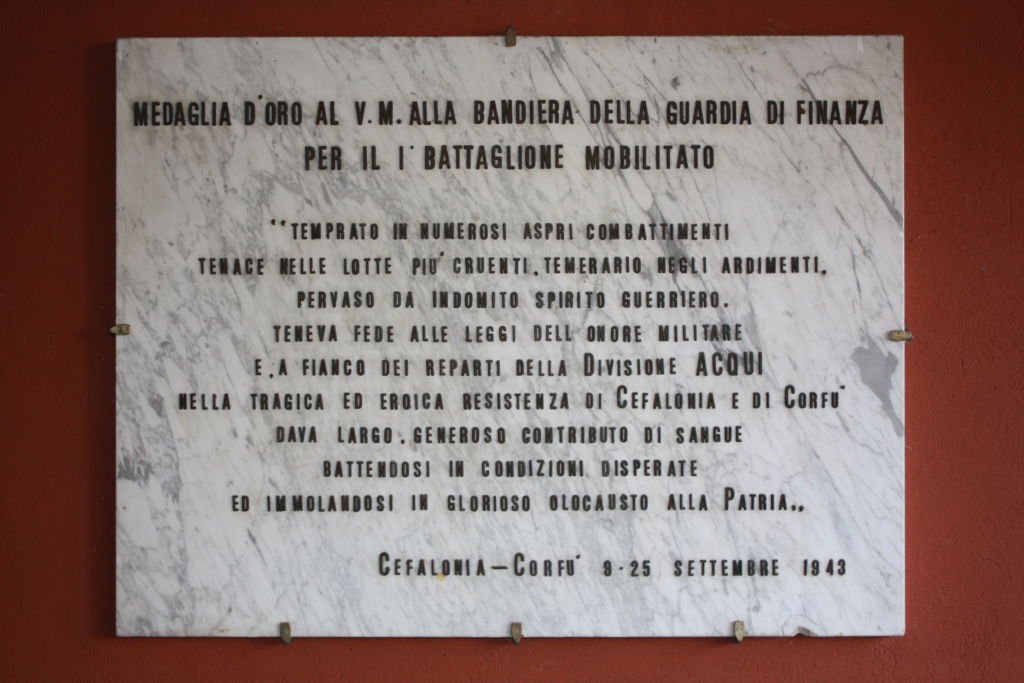 MEDAGLIA D'ORO AL V.M. ALLA BANDIERA DELLA GUARDIA DI FINANZA
PER IL I° BATTAGLIONE MOBILITATO
“TEMPRATO IN NUMEROSI ASPRI COMBATTIMENTI
TENACE NELLE LOTTE PIU' CRUENTI, TEMERARIO NEGLI ARDIMENTI,
PERVASO DA INDOMITO SPIRITO GUERRIERO,
TENEVA FEDE ALLE LEGGI DELL'ONORE MILITARE
E, A FIANCO DEI REPARTI DELLA DIVISIONE ACQUI
NELLA TRAGICA ED EROICA RESISTENZA DI CEFALONIA E DI CORFU'
DAVA LARGO, GENEROSO CONTRIBUTO DI SANGUE
BATTENDOSI IN CONDIZIONI DISPERATE
ED IMMOLANDOSI IN GLORIOSO OLOCAUSTO ALLA PATRIA„
CEFALONIA-CORFU' 9-25 SETTEMBRE 1943